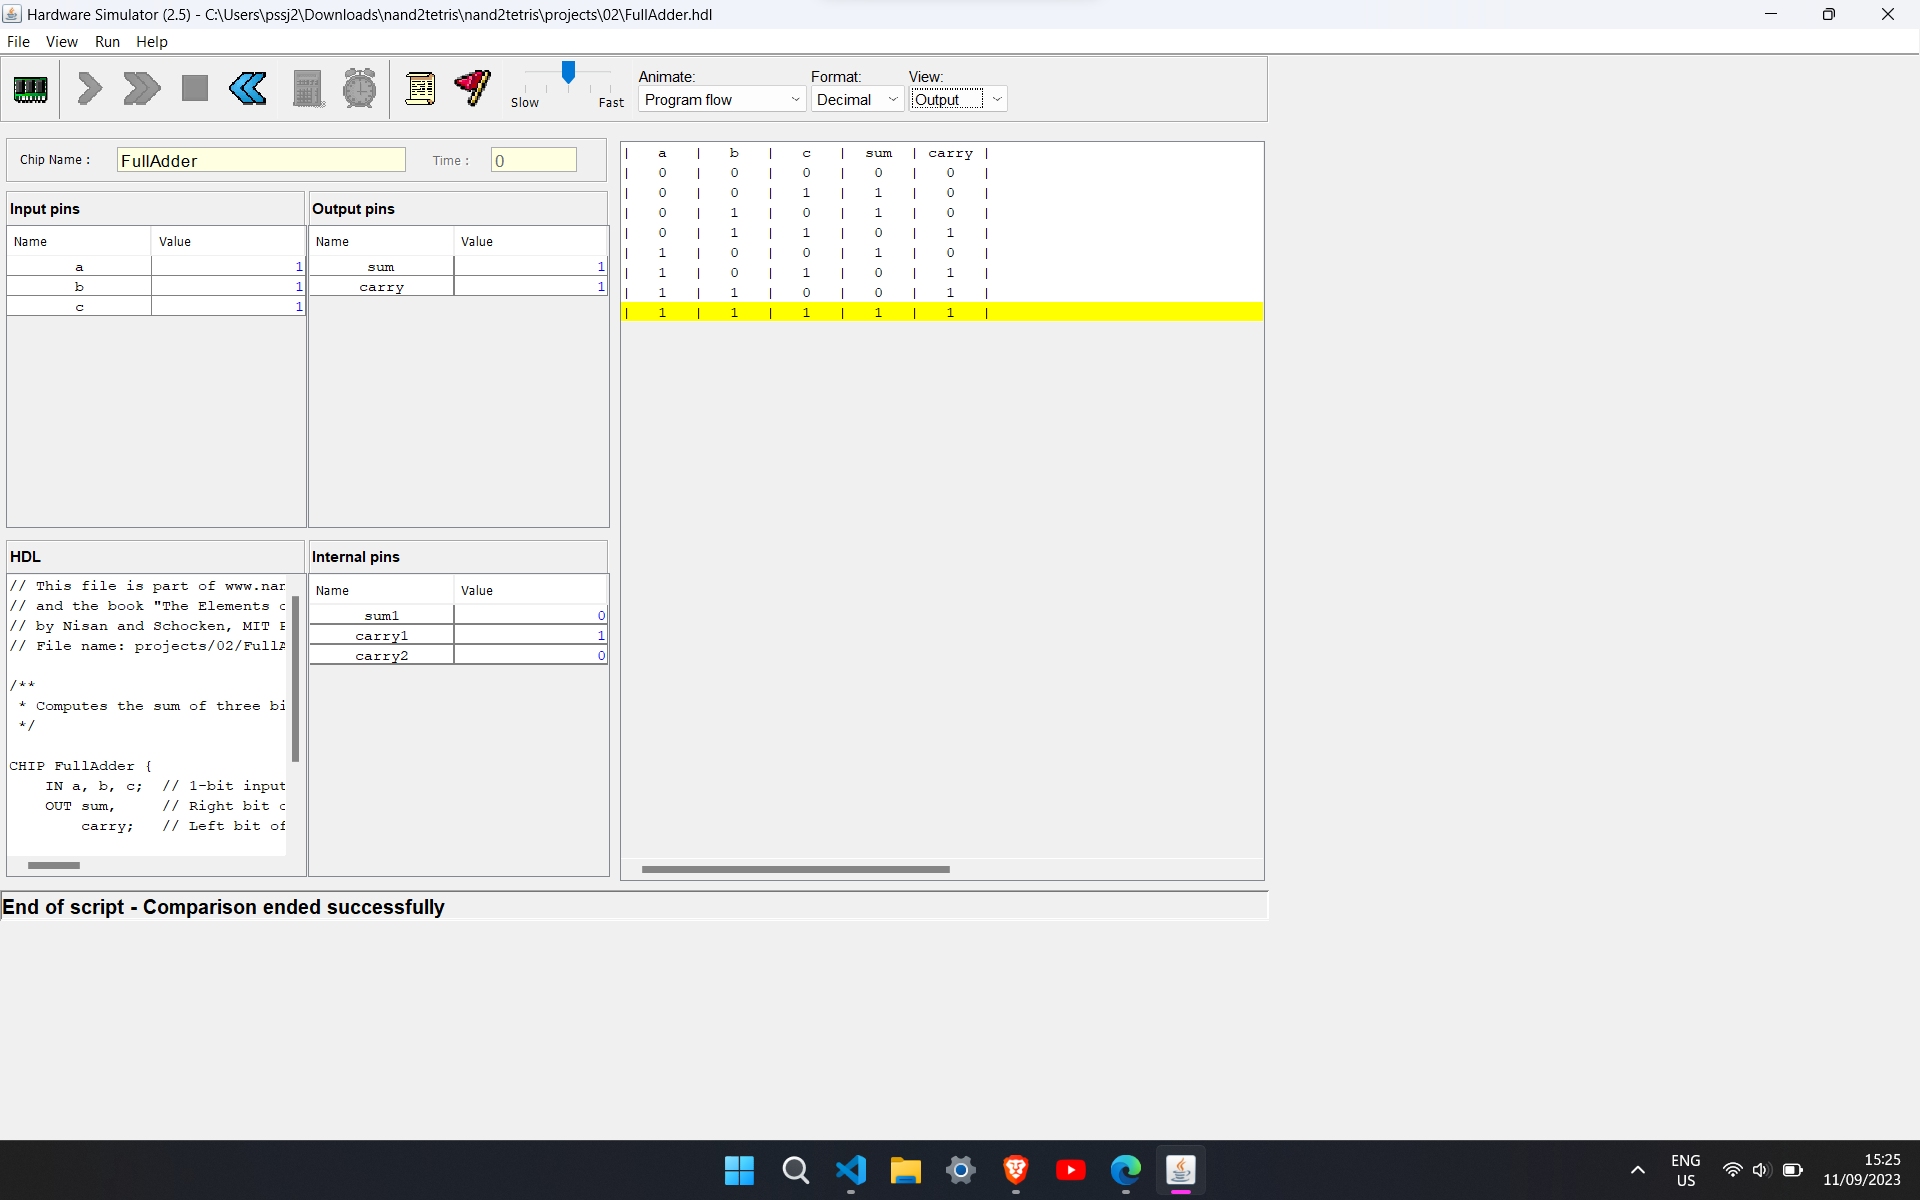 Hardware Simulator (2.5) - C:\Users\pssj2\Downloads\nand2tetris\nand2tetris\projects\02\FullAdder.hdl
File View Run Help
Slow Fast
Animate: Format: View:
Program flow Decimal Output
Chip Name : FullAdder Time : 0
Input pins
Name Value
a 1
b 1
c 1
Output pins
Name Value
sum 1
carry 1
| a | b | c | sum | carry |
| 0 | 0 | 0 | 0 | 0 |
| 0 | 0 | 1 | 1 | 0 |
| 0 | 1 | 0 | 1 | 0 |
| 0 | 1 | 1 | 0 | 1 |
| 1 | 0 | 0 | 1 | 0 |
| 1 | 0 | 1 | 0 | 1 |
| 1 | 1 | 0 | 0 | 1 |
| 1 | 1 | 1 | 1 | 1 |
HDL
// This file is part of www.nan
// and the book "The Elements o
// by Nisan and Schocken, MIT P
// File name: projects/02/FullA
/**
* Computes the sum of three bi
*/
CHIP FullAdder {
IN a, b, c; // 1-bit input
OUT sum, // Right bit o
carry; // Left bit of
Internal pins
Name Value
sum1 0
carry1 1
carry2 0
End of script - Comparison ended successfully
ENG
US
15:25
11/09/2023